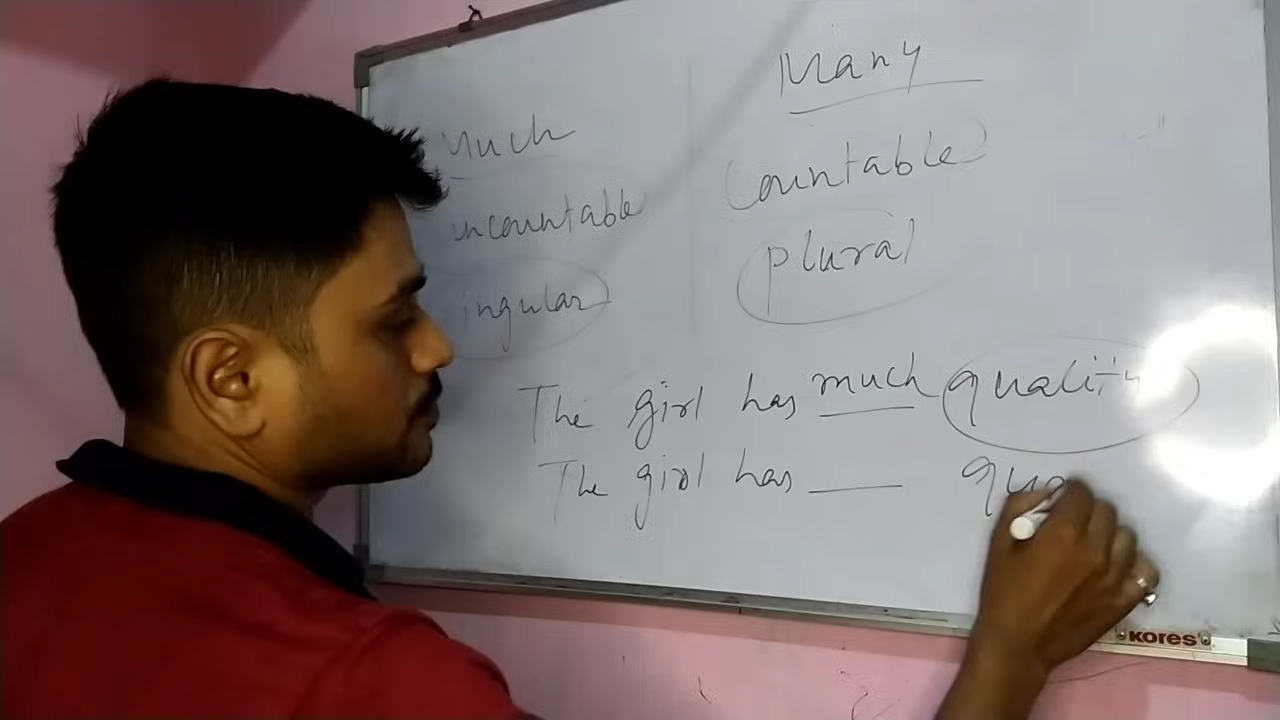 Much
uncountable
singular
Many
Countable
plural
The girl has much quality
The girl has ___ qua
KORES